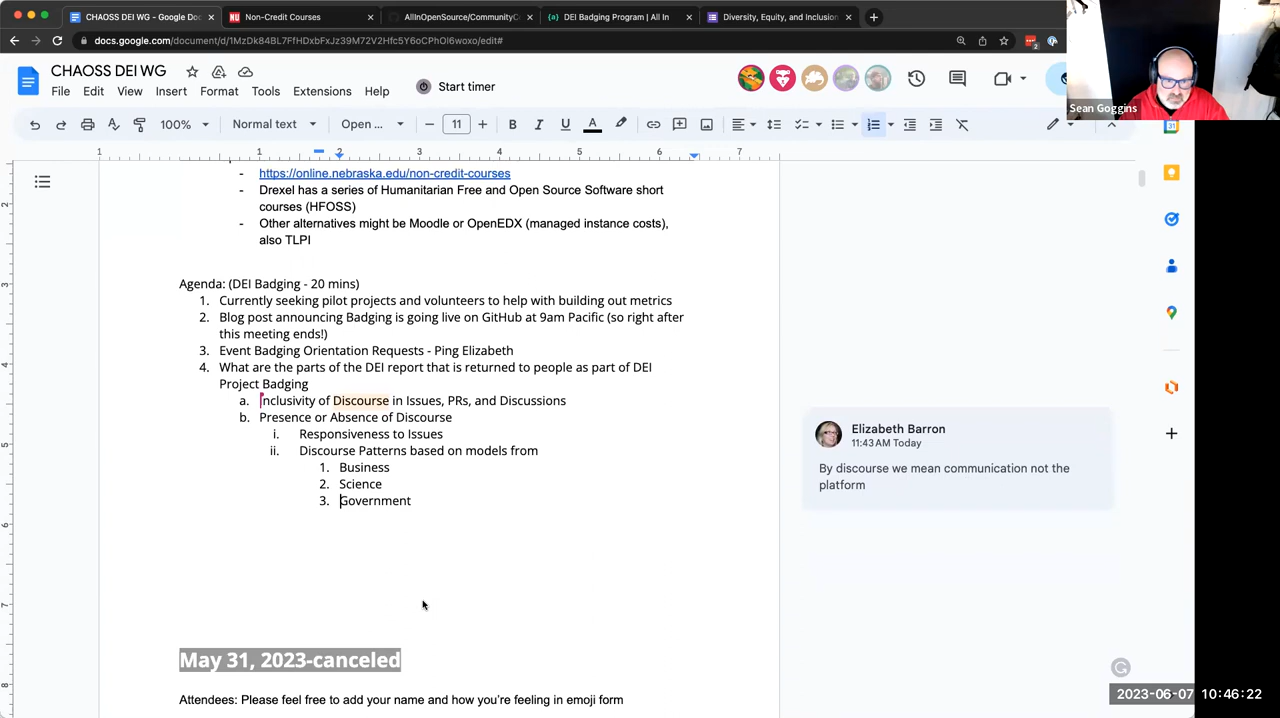 CHAOSS DEI WG - Google Doc
Non-Credit Courses
AllInOpenSource/CommunityC
DEI Badging Program | All In
Diversity, Equity, and Inclusion
docs.google.com/document/d/1MzDk84BL7FfHDxbFxJz39M72V2Hfc5Y6oCPhOl6woxo/edit#
Sean Goggins
CHAOSS DEI WG
File Edit View Insert Format Tools Extensions Help
Start timer
100% Normal text Open ... 11
1 1 2 3 4 5 6 7
https://online.nebraska.edu/non-credit-courses
- Drexel has a series of Humanitarian Free and Open Source Software short
courses (HFOSS)
- Other alternatives might be Moodle or OpenEDX (managed instance costs),
also TLPI
Agenda: (DEI Badging - 20 mins)
1. Currently seeking pilot projects and volunteers to help with building out metrics
2. Blog post announcing Badging is going live on GitHub at 9am Pacific (so right after
this meeting ends!)
3. Event Badging Orientation Requests - Ping Elizabeth
4. What are the parts of the DEI report that is returned to people as part of DEI
Project Badging
a. Inclusivity of Discourse in Issues, PRs, and Discussions
b. Presence or Absence of Discourse
i. Responsiveness to Issues
ii. Discourse Patterns based on models from
1. Business
2. Science
3. Government
Elizabeth Barron
11:43 AM Today
By discourse we mean communication not the
platform
May 31, 2023-canceled
Attendees: Please feel free to add your name and how you're feeling in emoji form
2023-06-07 10:46:22